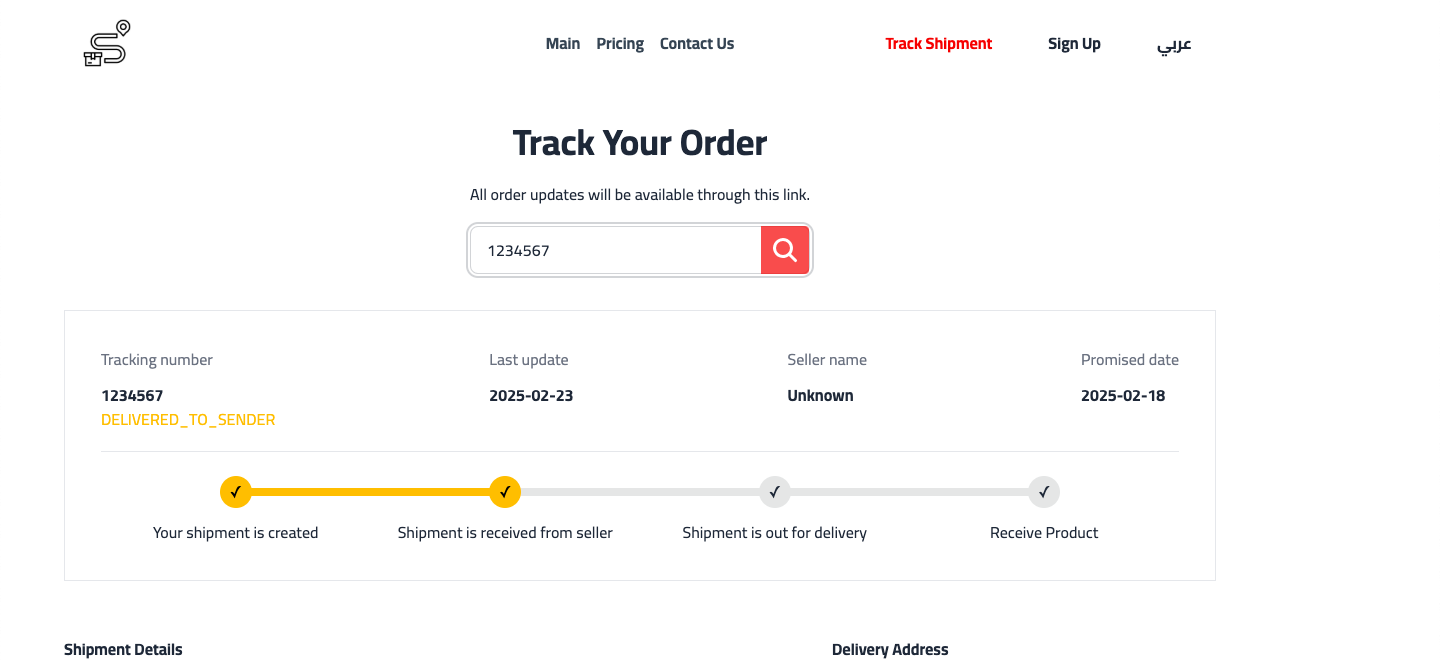 Main Pricing Contact Us Track Shipment Sign Up عربي
Track Your Order
All order updates will be available through this link.
1234567
Tracking number Last update Seller name Promised date
1234567 2025-02-23 Unknown 2025-02-18
DELIVERED_TO_SENDER
Your shipment is created Shipment is received from seller Shipment is out for delivery Receive Product
Shipment Details Delivery Address